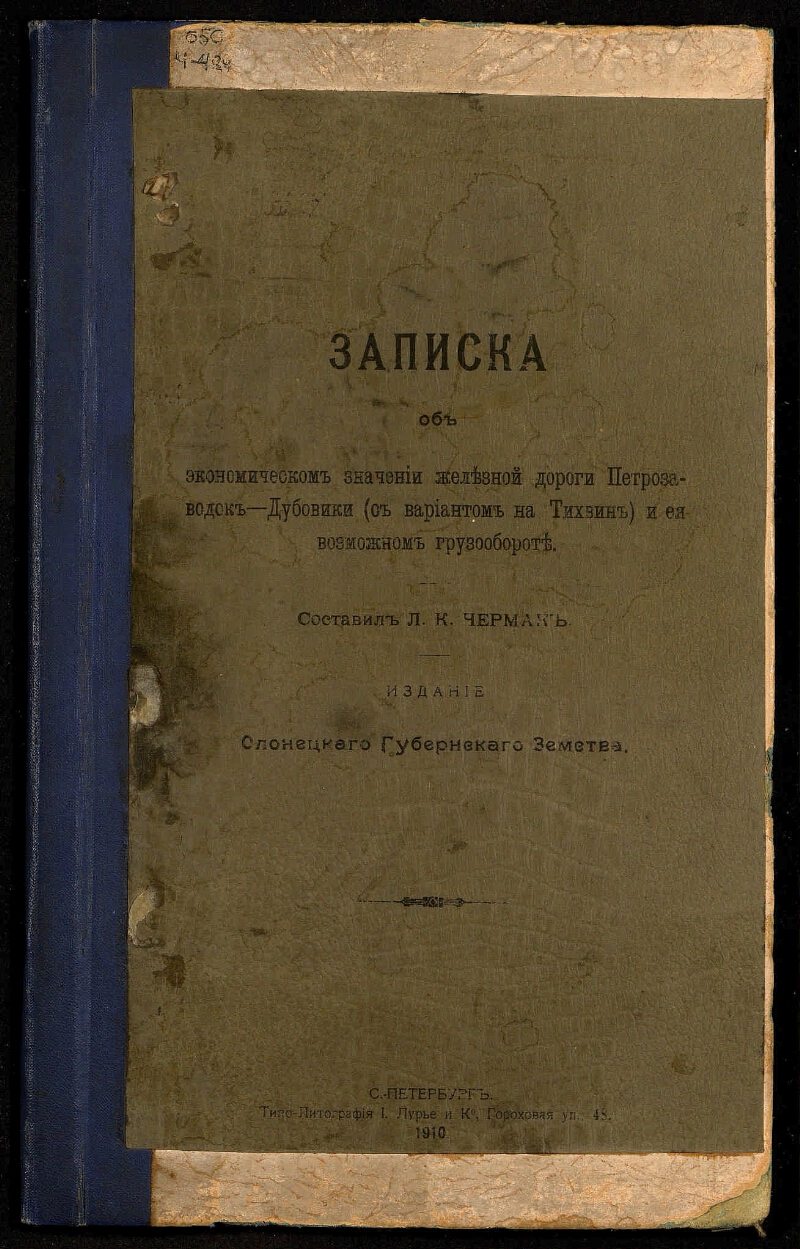 ЗАПИСКА
объ
экономическомъ значеніи желѣзной дороги Петроза-
водскъ—Дубовики (съ варіантомъ на Тихвинъ) и ея
возможномъ грузооборотѣ.
Составилъ Л. К. ЧЕРМАКЪ.
ИЗДАНІЕ
Олонецкаго Губернскаго Земства.
С.-ПЕТЕРБУРГЪ.
Типо-Литографія І. Лурье и Кº, Гороховая ул., 48.
1910